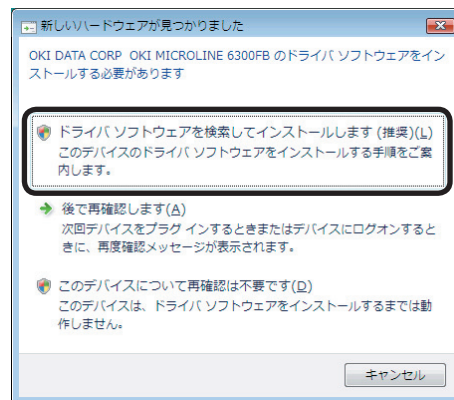 新しいハードウェアが見つかりました
OKI DATA CORP OKI MICROLINE 6300FB のドライバ ソフトウェアをイン
ストールする必要があります
ドライバ ソフトウェアを検索してインストールします (推奨)(L)
このデバイスのドライバ ソフトウェアをインストールする手順をご案
内します。
後で再確認します(A)
次回デバイスをプラグ インするときまたはデバイスにログオンすると
きに、再度確認メッセージが表示されます。
このデバイスについて再確認は不要です(D)
このデバイスは、ドライバ ソフトウェアをインストールするまでは動
作しません。
キャンセル